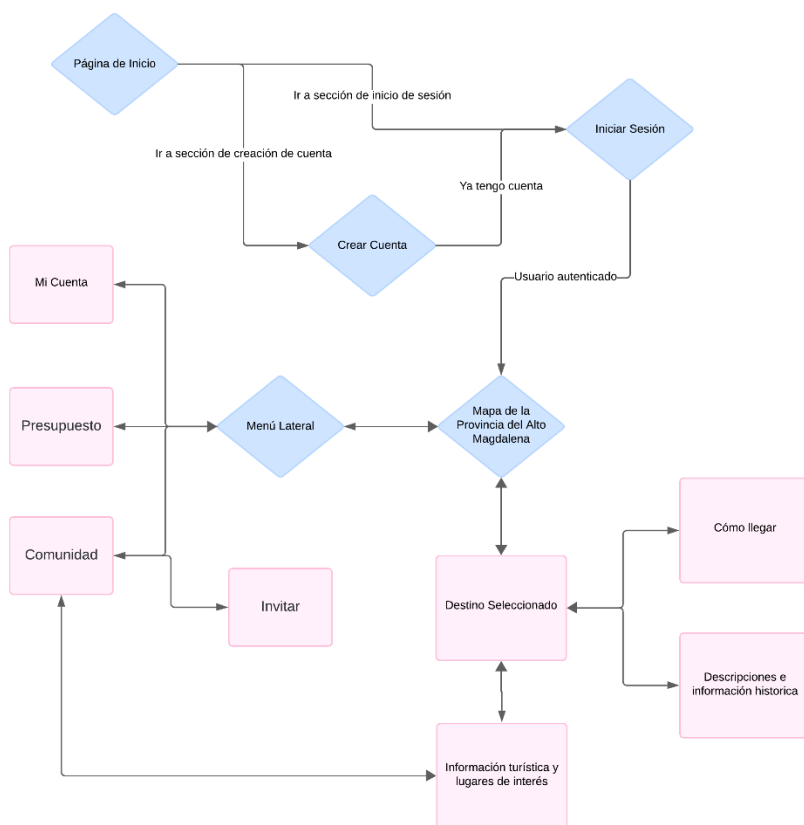 Página de Inicio
Ir a sección de inicio de sesión
Iniciar Sesión
Ir a sección de creación de cuenta
Ya tengo cuenta
Crear Cuenta
Mi Cuenta
Usuario autenticado
Presupuesto
Menú Lateral
Mapa de la
Provincia del Alto
Magdalena
Cómo llegar
Comunidad
Invitar
Destino Seleccionado
Descripciones e
información historica
Información turística y
lugares de interés